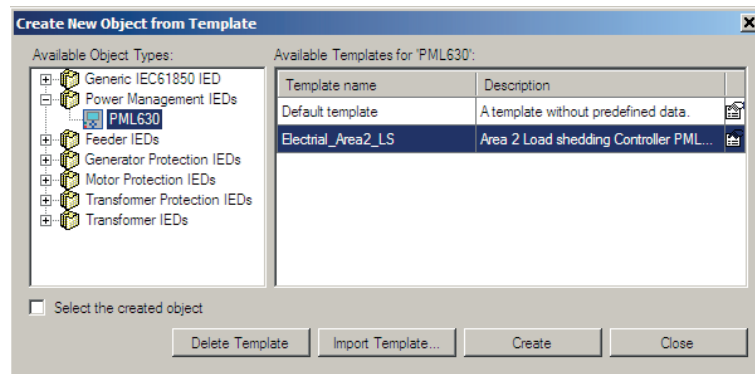 Create New Object from Template
Available Object Types:
Available Templates for 'PML630':
Generic IEC61850 IED
Power Management IEDs
PML630
Feeder IEDs
Generator Protection IEDs
Motor Protection IEDs
Transformer Protection IEDs
Transformer IEDs
Template name Description
Default template A template without predefined data.
Electrial_Area2_LS Area 2 Load shedding Controller PML...
Select the created object
Delete Template Import Template... Create Close